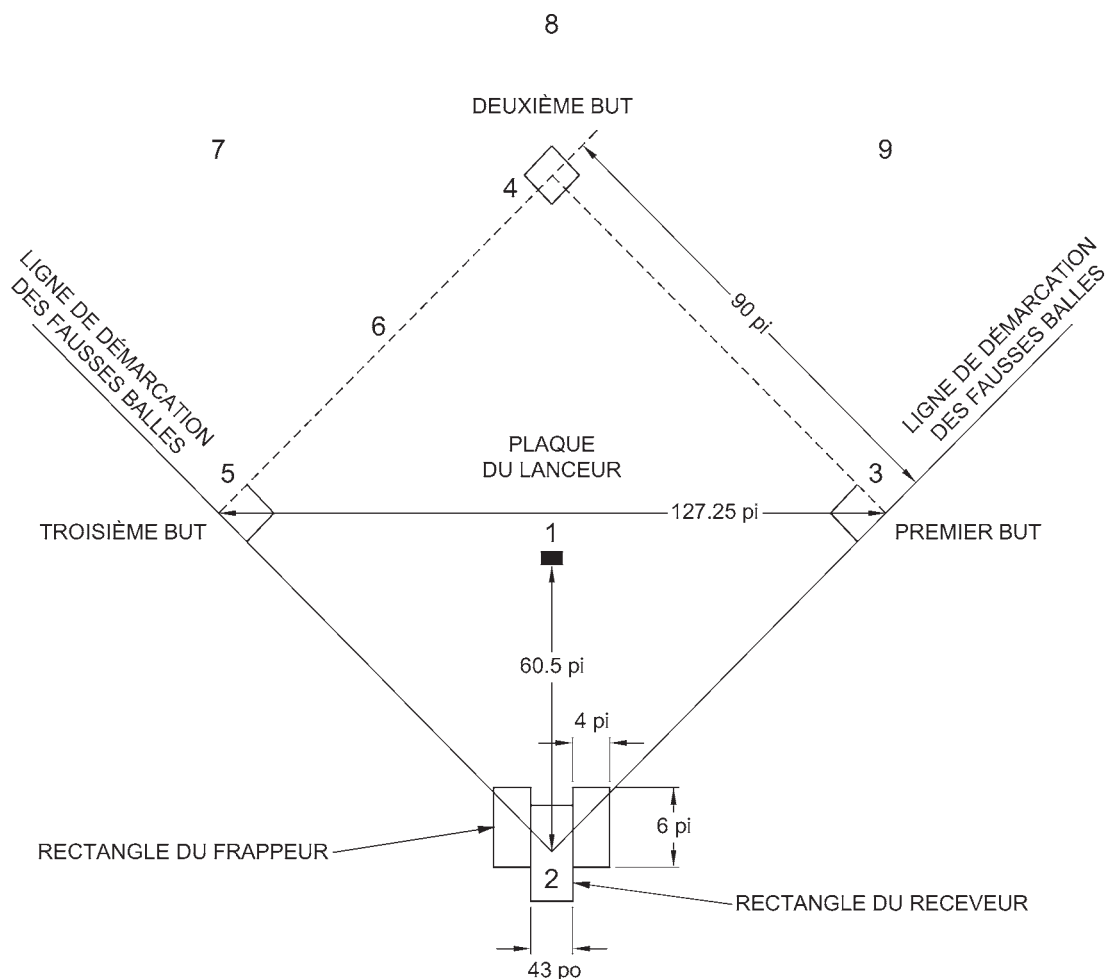 8
DEUXIÈME BUT
7
9
4
LIGNE DE DÉMARCATION
DES FAUSSES BALLES
6
90 pi
LIGNE DE DÉMARCATION
DES FAUSSES BALLES
PLAQUE
DU LANCEUR
5
3
127.25 pi
TROISIÈME BUT
1
PREMIER BUT
60.5 pi
4 pi
6 pi
RECTANGLE DU FRAPPEUR
2
RECTANGLE DU RECEVEUR
43 po